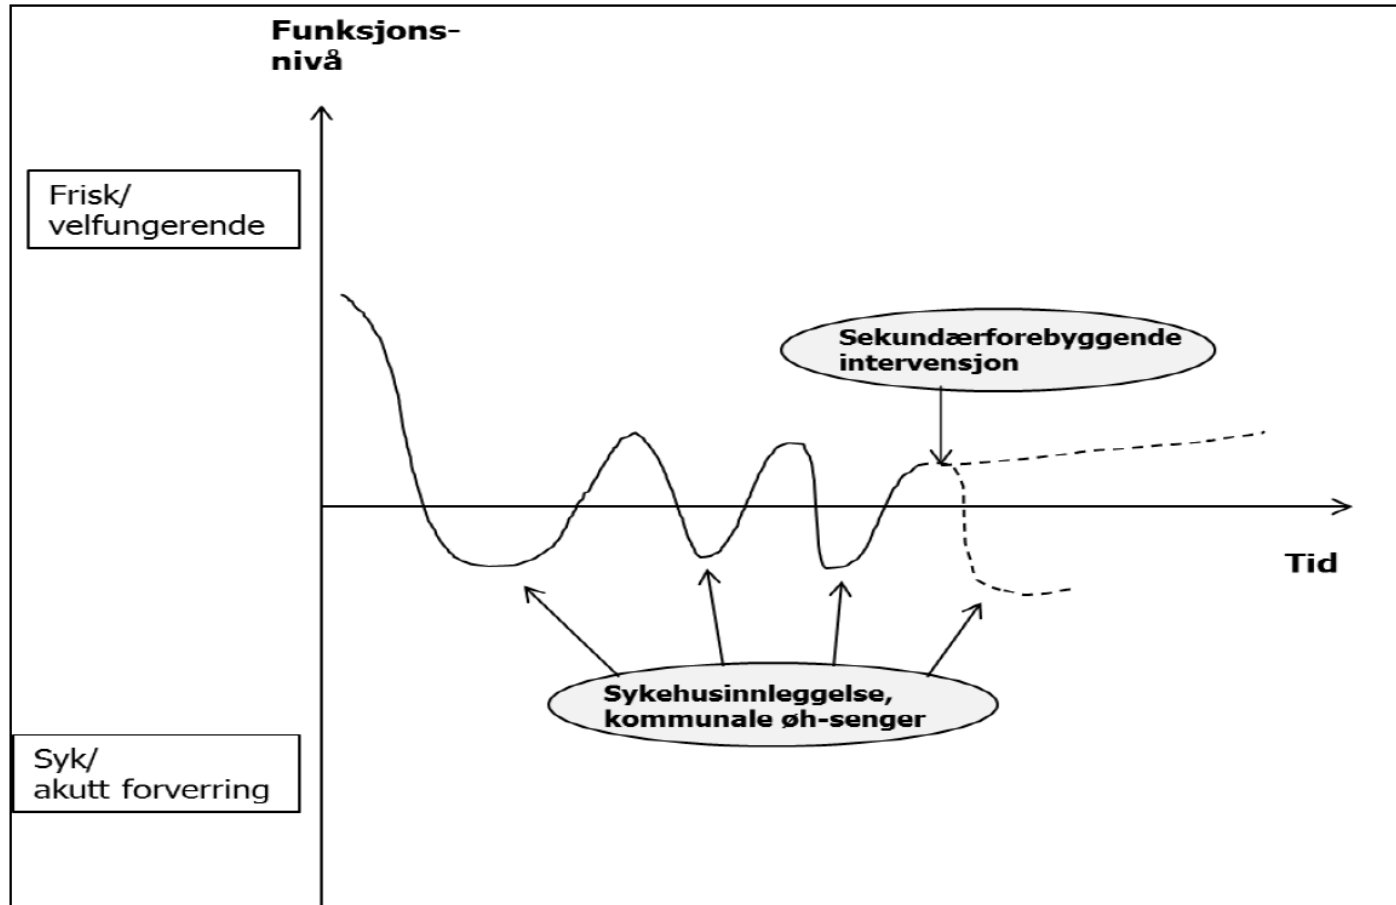 Funksjons-
nivå
Frisk/
velfungerende
Sekundærforebyggende
intervensjon
Tid
Sykehusinnleggelse,
kommunale øh-senger
Syk/
akutt forverring